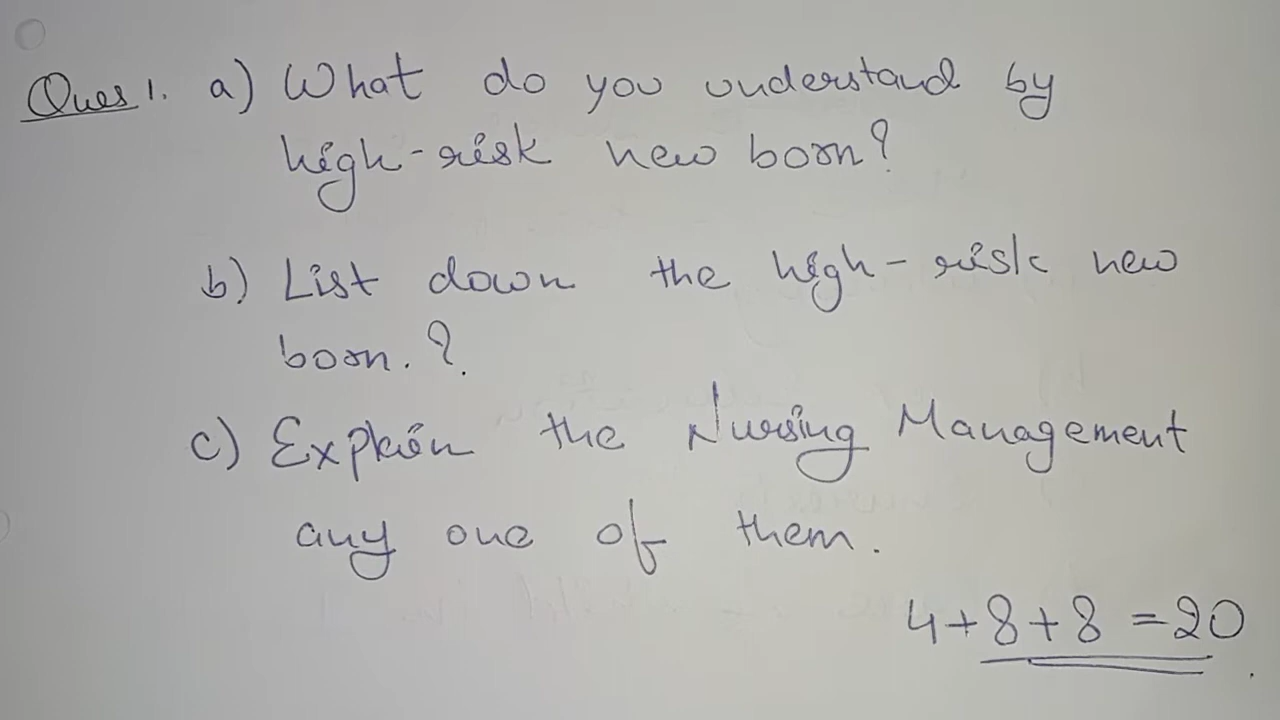 Ques 1. a) What do you understand by
high-risk new born?
b) List down the high-risk new
born.?
c) Explain the Nursing Management
any one of them.
4+8+8 =20